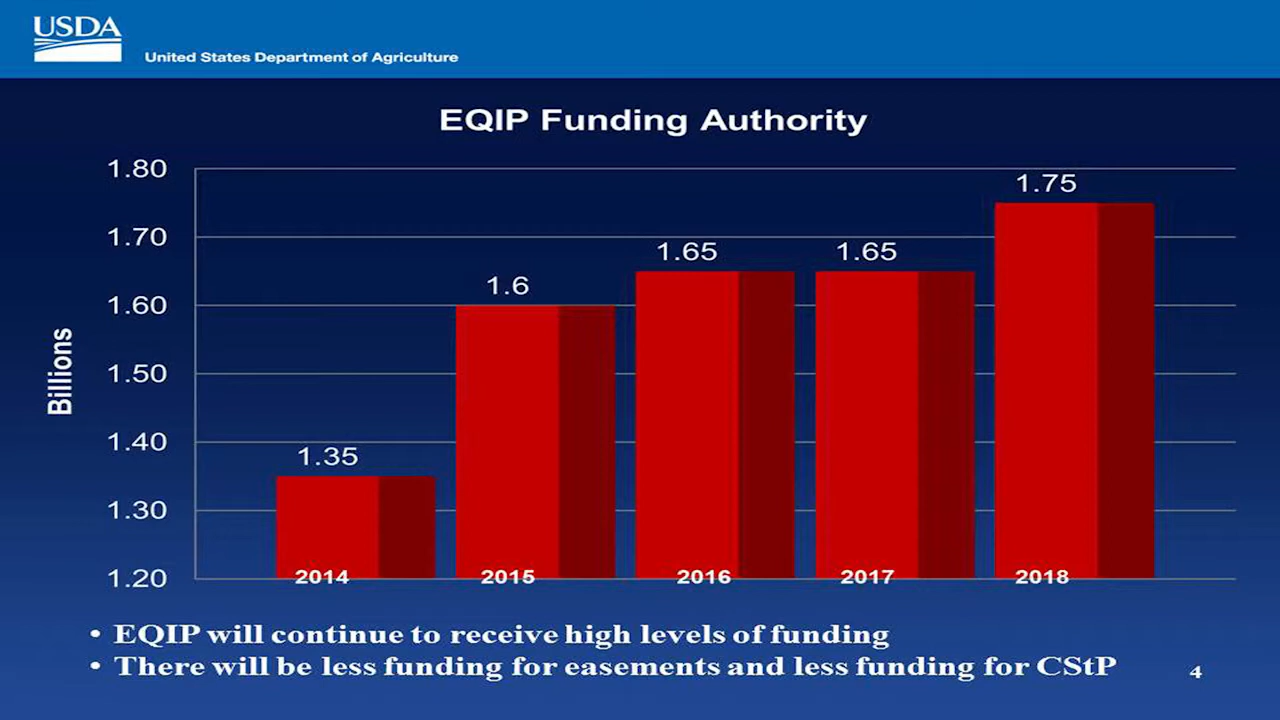 USDA
United States Department of Agriculture
EQIP Funding Authority
Billions
1.80
1.70
1.60
1.50
1.40
1.30
1.20
1.35
1.6
1.65
1.65
1.75
2014 2015 2016 2017 2018
• EQIP will continue to receive high levels of funding
• There will be less funding for easements and less funding for CStP
4